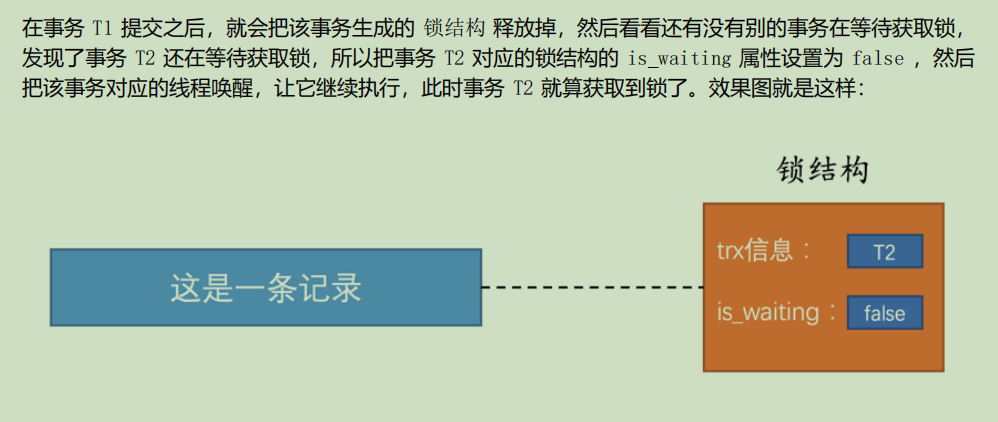 在事务 T1 提交之后，就会把该事务生成的 锁结构 释放掉，然后看看还有没有别的事务在等待获取锁，
发现了事务 T2 还在等待获取锁，所以把事务 T2 对应的锁结构的 is_waiting 属性设置为 false ，然后
把该事务对应的线程唤醒，让它继续执行，此时事务 T2 就算获取到锁了。效果图就是这样：
锁结构
trx信息： T2
这是一条记录
is_waiting： false